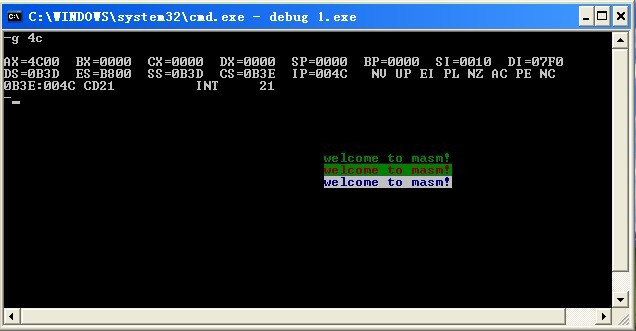 C:\WINDOWS\system32\cmd.exe - debug 1.exe
-g 4c
AX=4C00  BX=0000  CX=0000  DX=0000  SP=0000  BP=0000  SI=0010  DI=07F0
DS=0B3D  ES=B800  SS=0B3D  CS=0B3E  IP=004C   NV UP EI PL NZ AC PE NC
0B3E:004C CD21          INT     21
-_
welcome to masm!
welcome to masm!
welcome to masm!